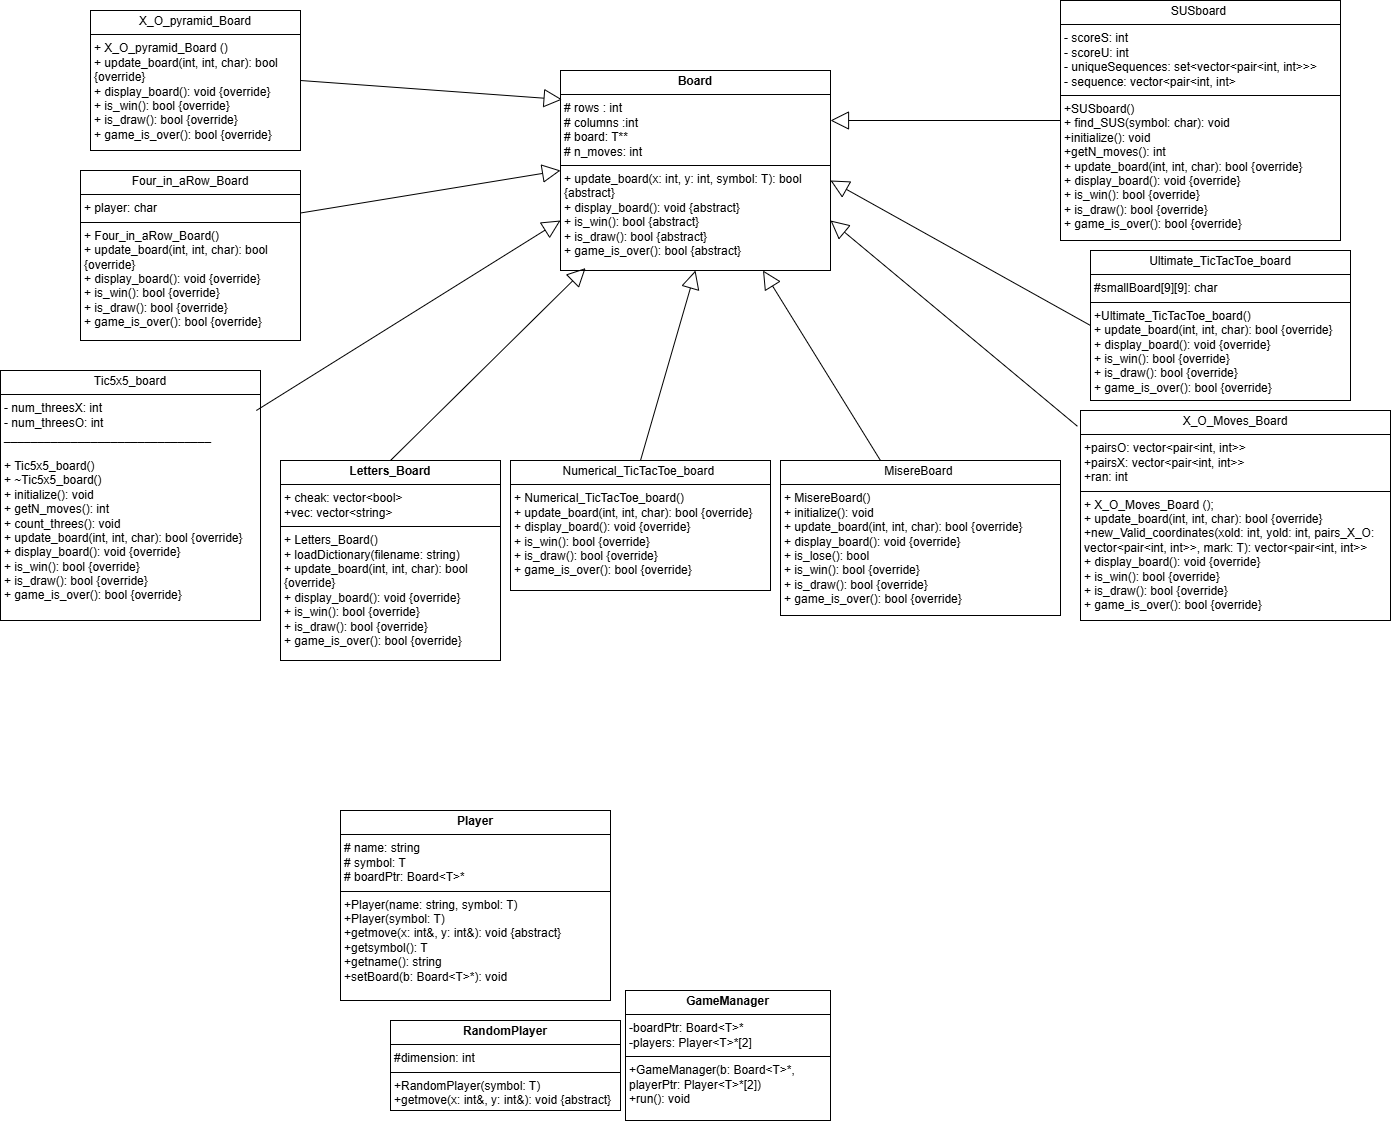 X_O_pyramid_Board
+ X_O_pyramid_Board ()
+ update_board(int, int, char): bool
{override}
+ display_board(): void {override}
+ is_win(): bool {override}
+ is_draw(): bool {override}
+ game_is_over(): bool {override}
Four_in_aRow_Board
+ player: char
+ Four_in_aRow_Board()
+ update_board(int, int, char): bool
{override}
+ display_board(): void {override}
+ is_win(): bool {override}
+ is_draw(): bool {override}
+ game_is_over(): bool {override}
Board
# rows : int
# columns :int
# board: T**
# n_moves: int
+ update_board(x: int, y: int, symbol: T): bool
{abstract}
+ display_board(): void {abstract}
+ is_win(): bool {abstract}
+ is_draw(): bool {abstract}
+ game_is_over(): bool {abstract}
SUSboard
- scoreS: int
- scoreU: int
- uniqueSequences: set<vector<pair<int, int>>>
- sequence: vector<pair<int, int>
+SUSboard()
+ find_SUS(symbol: char): void
+initialize(): void
+getN_moves(): int
+ update_board(int, int, char): bool {override}
+ display_board(): void {override}
+ is_win(): bool {override}
+ is_draw(): bool {override}
+ game_is_over(): bool {override}
Ultimate_TicTacToe_board
#smallBoard[9][9]: char
+Ultimate_TicTacToe_board()
+ update_board(int, int, char): bool {override}
+ display_board(): void {override}
+ is_win(): bool {override}
+ is_draw(): bool {override}
+ game_is_over(): bool {override}
Tic5x5_board
- num_threesX: int
- num_threesO: int
+ Tic5x5_board()
+ ~Tic5x5_board()
+ initialize(): void
+ getN_moves(): int
+ count_threes(): void
+ update_board(int, int, char): bool {override}
+ display_board(): void {override}
+ is_win(): bool {override}
+ is_draw(): bool {override}
+ game_is_over(): bool {override}
Letters_Board
+ cheak: vector<bool>
+vec: vector<string>
+ Letters_Board()
+ loadDictionary(filename: string)
+ update_board(int, int, char): bool
{override}
+ display_board(): void {override}
+ is_win(): bool {override}
+ is_draw(): bool {override}
+ game_is_over(): bool {override}
Numerical_TicTacToe_board
+ Numerical_TicTacToe_board()
+ update_board(int, int, char): bool {override}
+ display_board(): void {override}
+ is_win(): bool {override}
+ is_draw(): bool {override}
+ game_is_over(): bool {override}
MisereBoard
+ MisereBoard()
+ initialize(): void
+ update_board(int, int, char): bool {override}
+ display_board(): void {override}
+ is_lose(): bool
+ is_win(): bool {override}
+ is_draw(): bool {override}
+ game_is_over(): bool {override}
X_O_Moves_Board
+pairsO: vector<pair<int, int>>
+pairsX: vector<pair<int, int>>
+ran: int
+ X_O_Moves_Board ();
+ update_board(int, int, char): bool {override}
+new_Valid_coordinates(xold: int, yold: int, pairs_X_O:
vector<pair<int, int>>, mark: T): vector<pair<int, int>>
+ display_board(): void {override}
+ is_win(): bool {override}
+ is_draw(): bool {override}
+ game_is_over(): bool {override}
Player
# name: string
# symbol: T
# boardPtr: Board<T>*
+Player(name: string, symbol: T)
+Player(symbol: T)
+getmove(x: int&, y: int&): void {abstract}
+getsymbol(): T
+getname(): string
+setBoard(b: Board<T>*): void
RandomPlayer
#dimension: int
+RandomPlayer(symbol: T)
+getmove(x: int&, y: int&): void {abstract}
GameManager
-boardPtr: Board<T>*
-players: Player<T>*[2]
+GameManager(b: Board<T>*,
playerPtr: Player<T>*[2])
+run(): void